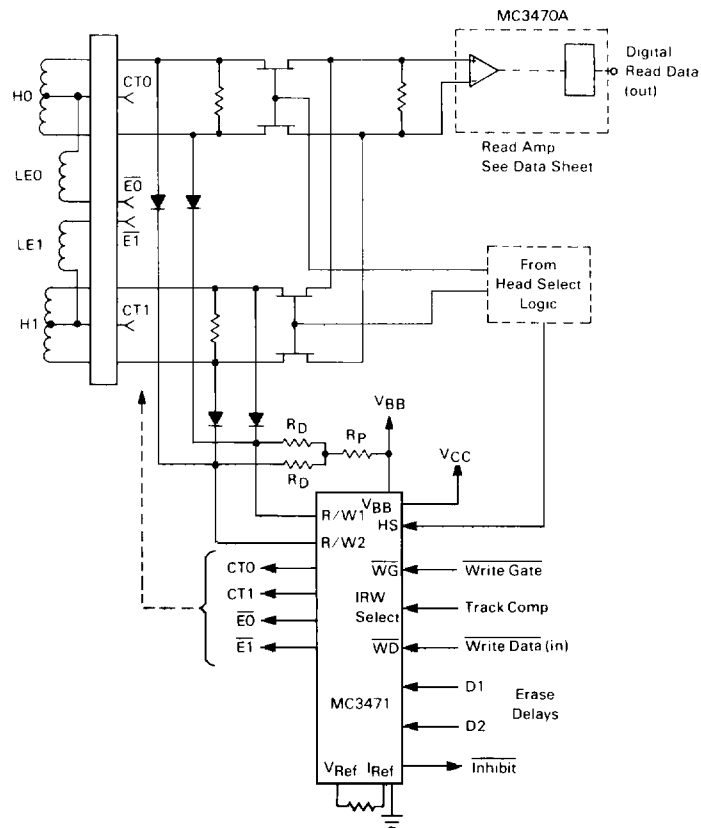 MC3470A
Digital
Read Data
(out)
+
−
Read Amp
See Data Sheet
H0
CT0
LE0
E0
E1
LE1
H1
CT1
From
Head Select
Logic
VBB
VCC
RD
RP
RD
VBB
HS
R/W1
R/W2
CT0
CT1
E0
E1
WG
Write Gate
IRW
Select
Track Comp
WD
Write Data (in)
MC3471
D1
D2
Erase
Delays
VRef
IRef
Inhibit